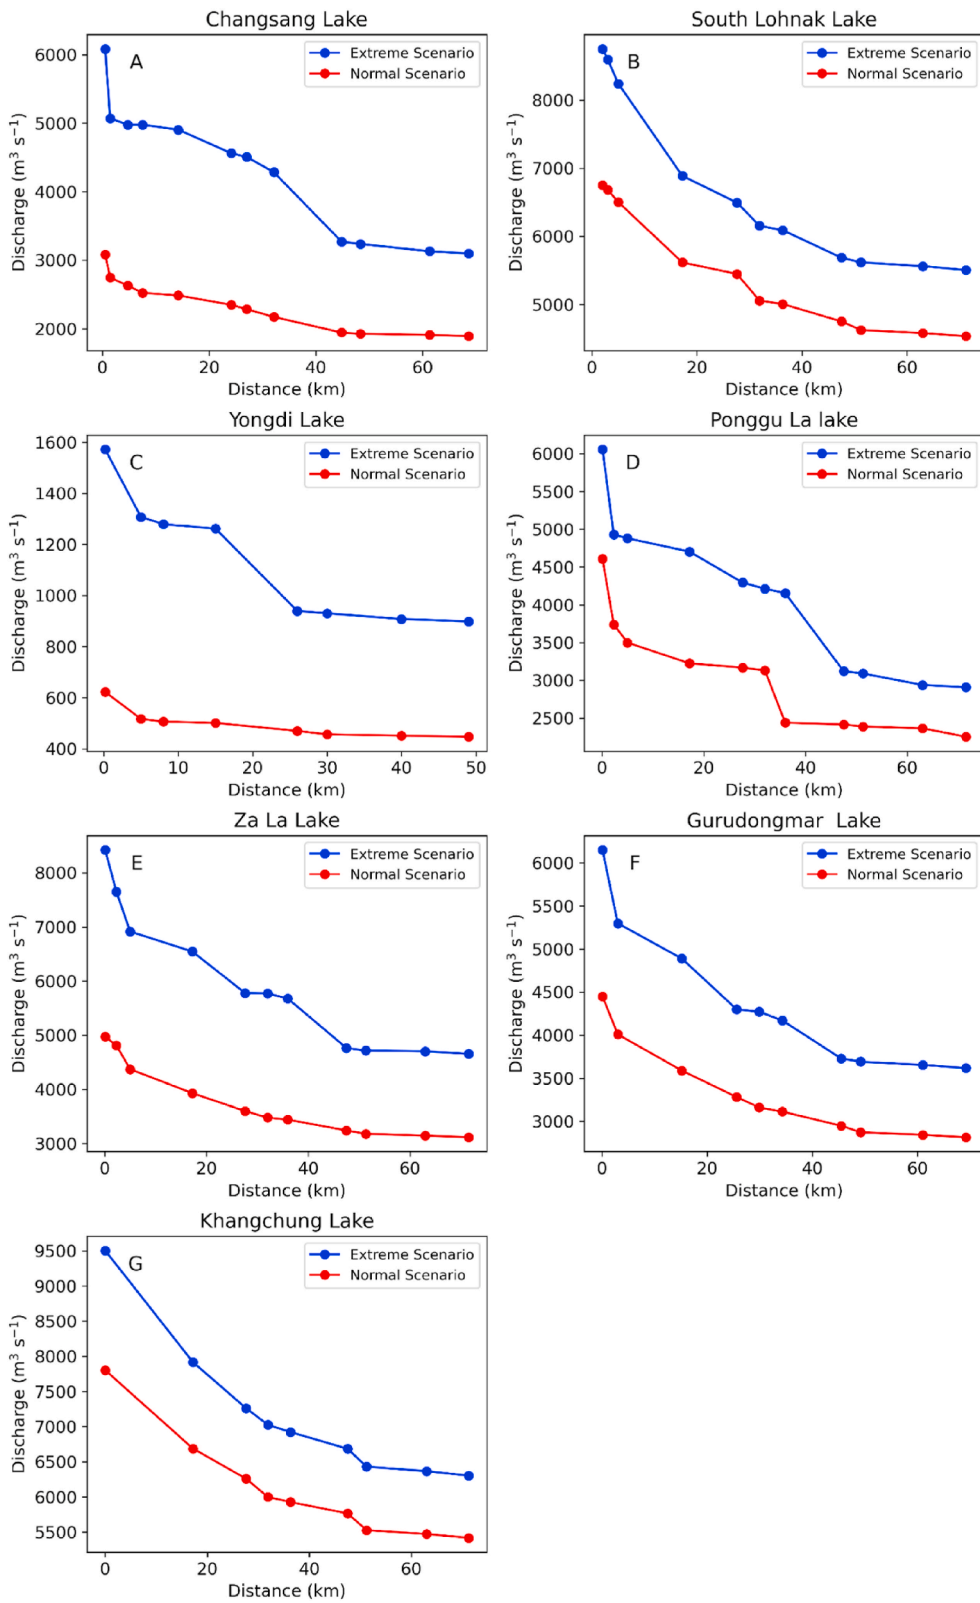 Changsang Lake
A
Extreme Scenario
Normal Scenario
6000
5000
4000
3000
2000
Discharge (m³ s⁻¹)
0 20 40 60
Distance (km)
South Lohnak Lake
B
Extreme Scenario
Normal Scenario
8000
7000
6000
5000
Discharge (m³ s⁻¹)
0 20 40 60
Distance (km)
Yongdi Lake
C
Extreme Scenario
Normal Scenario
1600
1400
1200
1000
800
600
400
Discharge (m³ s⁻¹)
0 10 20 30 40 50
Distance (km)
Ponggu La lake
D
Extreme Scenario
Normal Scenario
6000
5500
5000
4500
4000
3500
3000
2500
Discharge (m³ s⁻¹)
0 20 40 60
Distance (km)
Za La Lake
E
Extreme Scenario
Normal Scenario
8000
7000
6000
5000
4000
3000
Discharge (m³ s⁻¹)
0 20 40 60
Distance (km)
Gurudongmar Lake
F
Extreme Scenario
Normal Scenario
6000
5500
5000
4500
4000
3500
3000
Discharge (m³ s⁻¹)
0 20 40 60
Distance (km)
Khangchung Lake
G
Extreme Scenario
Normal Scenario
9500
9000
8500
8000
7500
7000
6500
6000
5500
Discharge (m³ s⁻¹)
0 20 40 60
Distance (km)